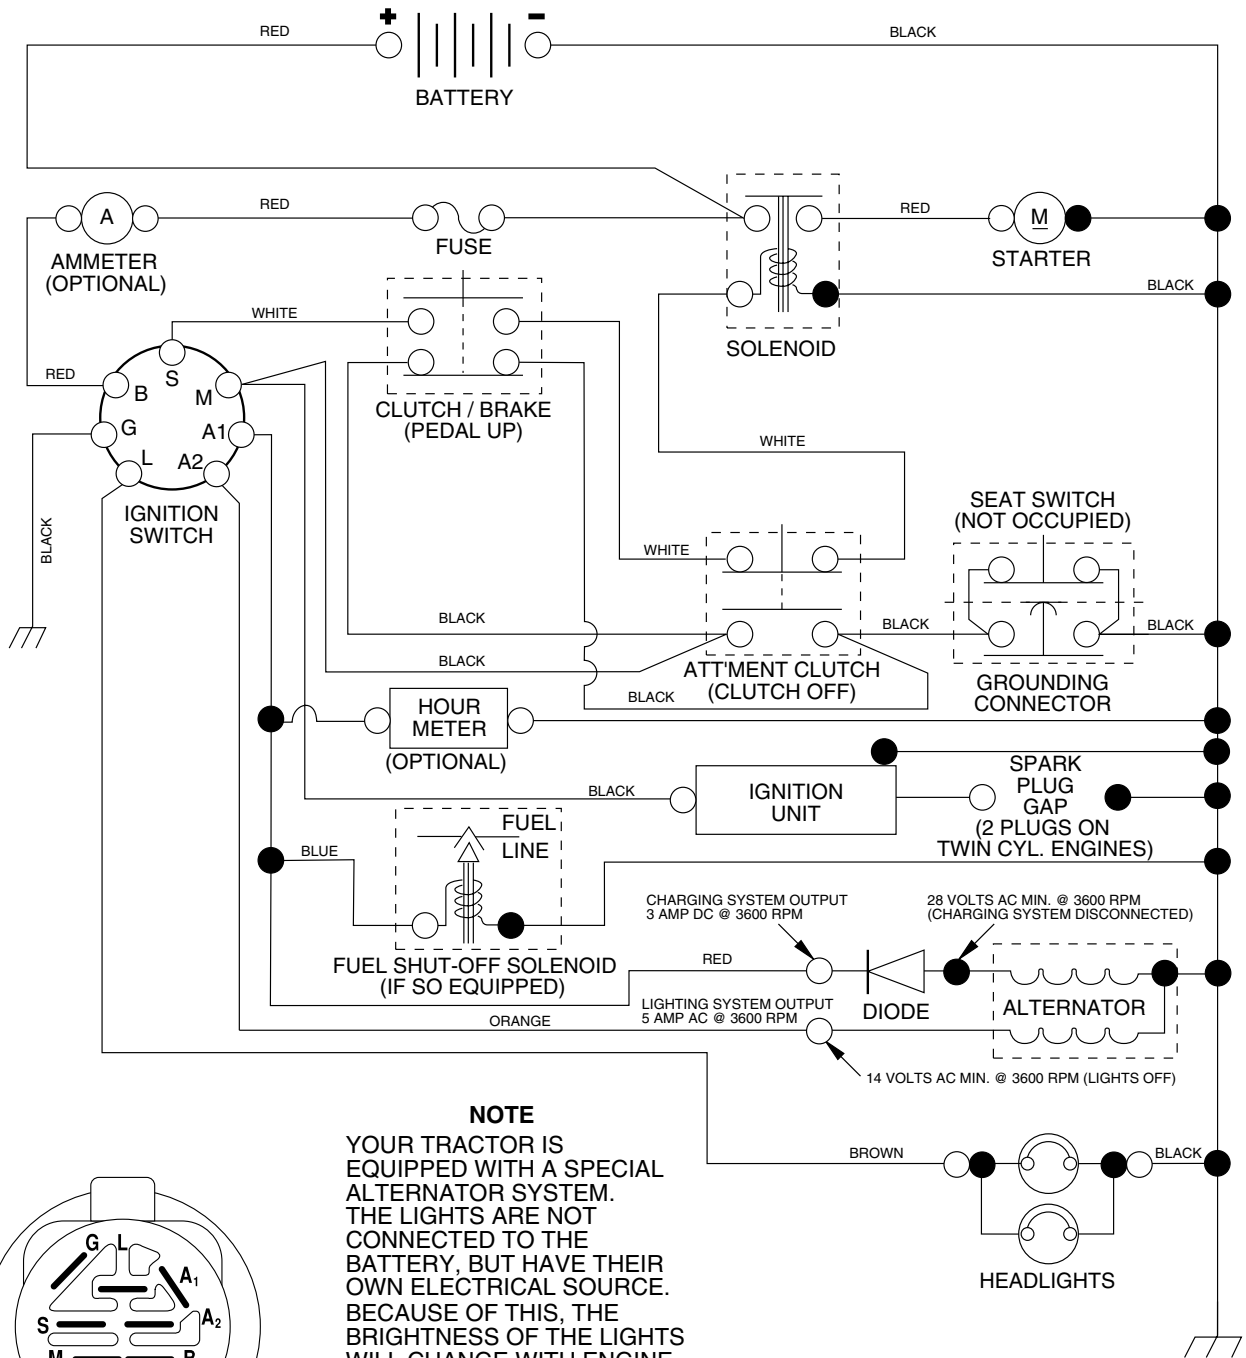 + −
RED
BLACK
BATTERY
A
RED
FUSE
RED
M
AMMETER
(OPTIONAL)
STARTER
BLACK
WHITE
SOLENOID
RED
S
B
M
G
A1
L
A2
CLUTCH / BRAKE
(PEDAL UP)
WHITE
IGNITION
SWITCH
BLACK
SEAT SWITCH
(NOT OCCUPIED)
WHITE
BLACK
BLACK
BLACK
BLACK
ATT'MENT CLUTCH
(CLUTCH OFF)
GROUNDING
CONNECTOR
BLACK
HOUR
METER
(OPTIONAL)
BLACK
IGNITION
UNIT
SPARK
PLUG
GAP
(2 PLUGS ON
TWIN CYL. ENGINES)
FUEL
LINE
BLUE
FUEL SHUT-OFF SOLENOID
(IF SO EQUIPPED)
CHARGING SYSTEM OUTPUT
3 AMP DC @ 3600 RPM
28 VOLTS AC MIN. @ 3600 RPM
(CHARGING SYSTEM DISCONNECTED)
RED
DIODE
ALTERNATOR
LIGHTING SYSTEM OUTPUT
5 AMP AC @ 3600 RPM
ORANGE
14 VOLTS AC MIN. @ 3600 RPM (LIGHTS OFF)
BROWN
BLACK
HEADLIGHTS
NOTE
YOUR TRACTOR IS
EQUIPPED WITH A SPECIAL
ALTERNATOR SYSTEM.
THE LIGHTS ARE NOT
CONNECTED TO THE
BATTERY, BUT HAVE THEIR
OWN ELECTRICAL SOURCE.
BECAUSE OF THIS, THE
BRIGHTNESS OF THE LIGHTS
WILL CHANGE WITH ENGINE
G L
A1
A2
S
M
B